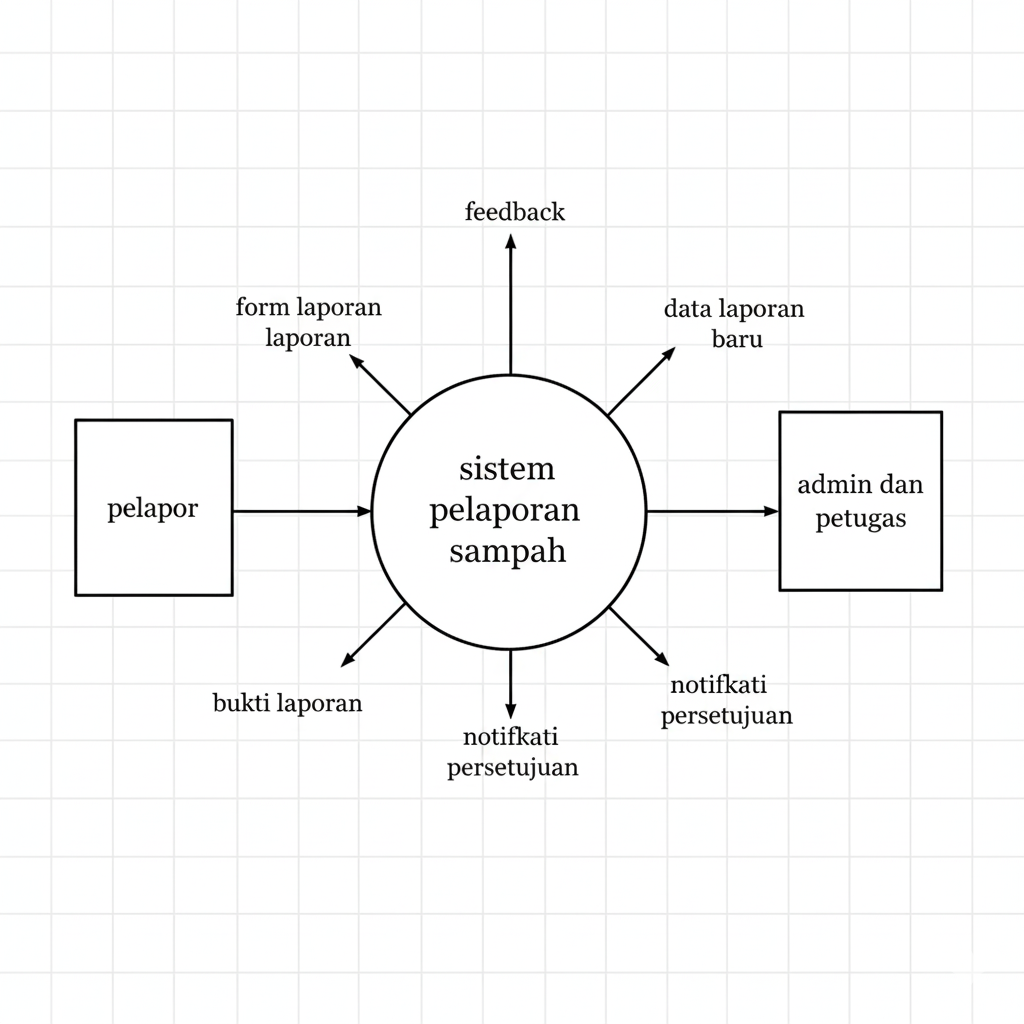 feedback
form laporan
laporan
data laporan
baru
pelapor
sistem
pelaporan
sampah
admin dan
petugas
bukti laporan
notifkati
persetujuan
notifkati
persetujuan